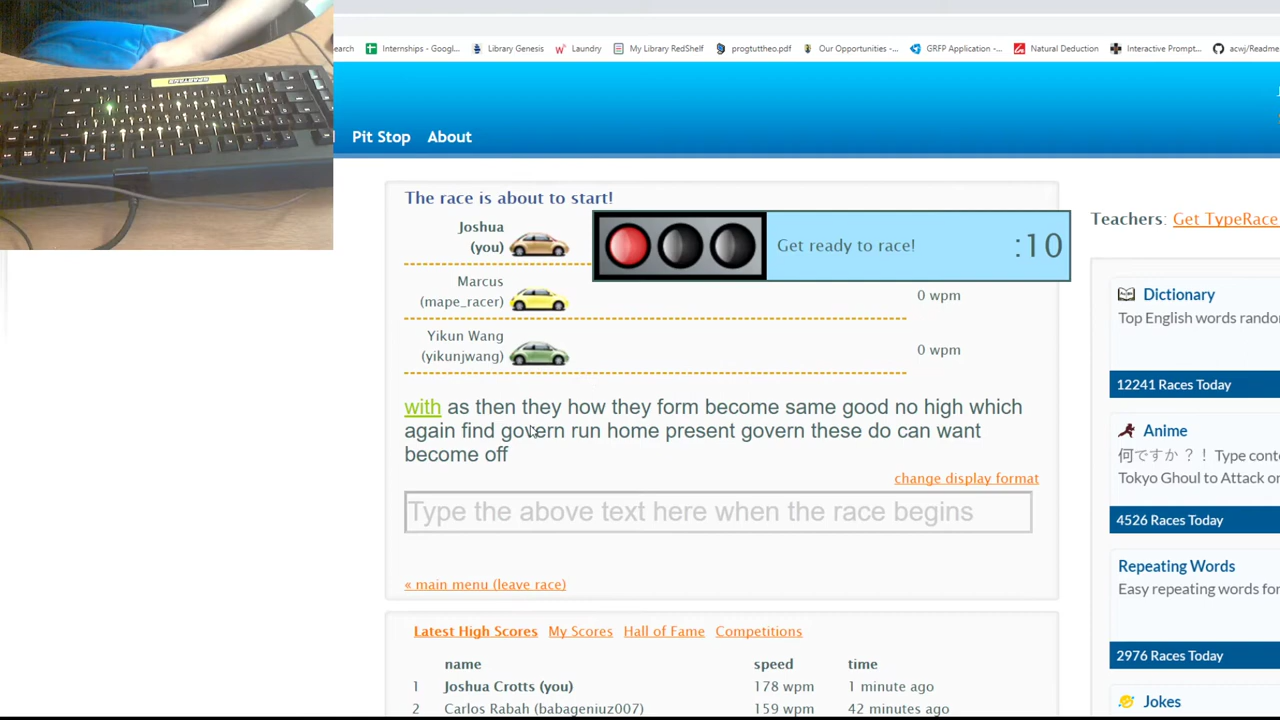 earch
Internships - Googl...
Library Genesis
Laundry
My Library RedShelf
progtuttheo.pdf
Our Opportunities -...
GRFP Application -...
Natural Deduction
Interactive Prompt...
acwj/Readme
Pit Stop
About
The race is about to start!
Joshua
(you)
Get ready to race!
:10
Marcus
(mape_racer)
0 wpm
Yikun Wang
(yikunjwang)
0 wpm
with as then they how they form become same good no high which
again find govern run home present govern these do can want
become off
change display format
Type the above text here when the race begins
« main menu (leave race)
Latest High Scores
My Scores
Hall of Fame
Competitions
name speed time
1 Joshua Crotts (you) 178 wpm 1 minute ago
2 Carlos Rabah (babageniuz007) 159 wpm 42 minutes ago
Teachers: Get TypeRace
Dictionary
Top English words rando
12241 Races Today
Anime
何ですか？！ Type conte
Tokyo Ghoul to Attack o
4526 Races Today
Repeating Words
Easy repeating words fo
2976 Races Today
Jokes